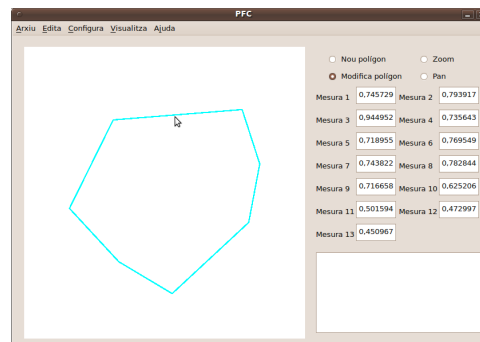 PFC
Arxiu Edita Configura Visualitza Ajuda
Nou polígon Zoom
Modifica polígon Pan
Mesura 1 0,745729 Mesura 2 0,793917
Mesura 3 0,944952 Mesura 4 0,735643
Mesura 5 0,718955 Mesura 6 0,769549
Mesura 7 0,743822 Mesura 8 0,782844
Mesura 9 0,716658 Mesura 10 0,625206
Mesura 11 0,501594 Mesura 12 0,472997
Mesura 13 0,450967